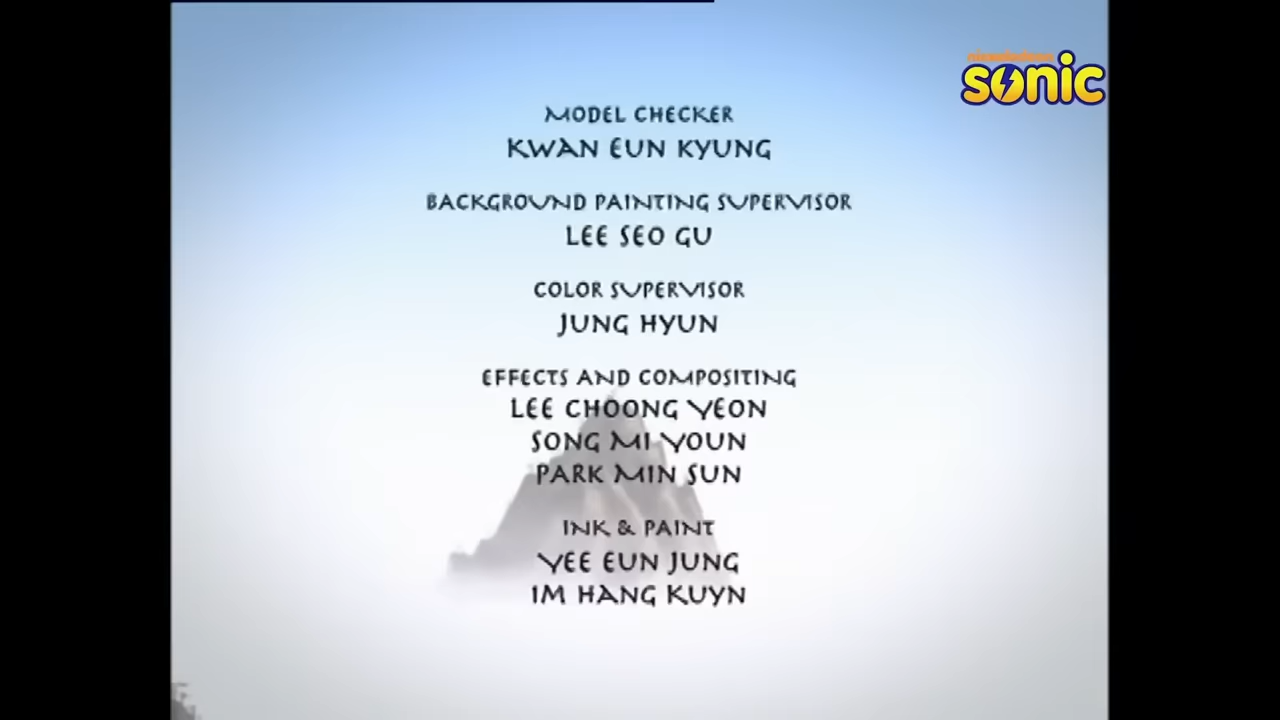 nickelodeon
sonic
MODEL CHECKER
KWAN EUN KYUNG
BACKGROUND PAINTING SUPERVISOR
LEE SEO GU
COLOR SUPERVISOR
JUNG HYUN
EFFECTS AND COMPOSITING
LEE CHOONG YEON
SONG MI YOUN
PARK MIN SUN
INK & PAINT
YEE EUN JUNG
IM HANG KUYN